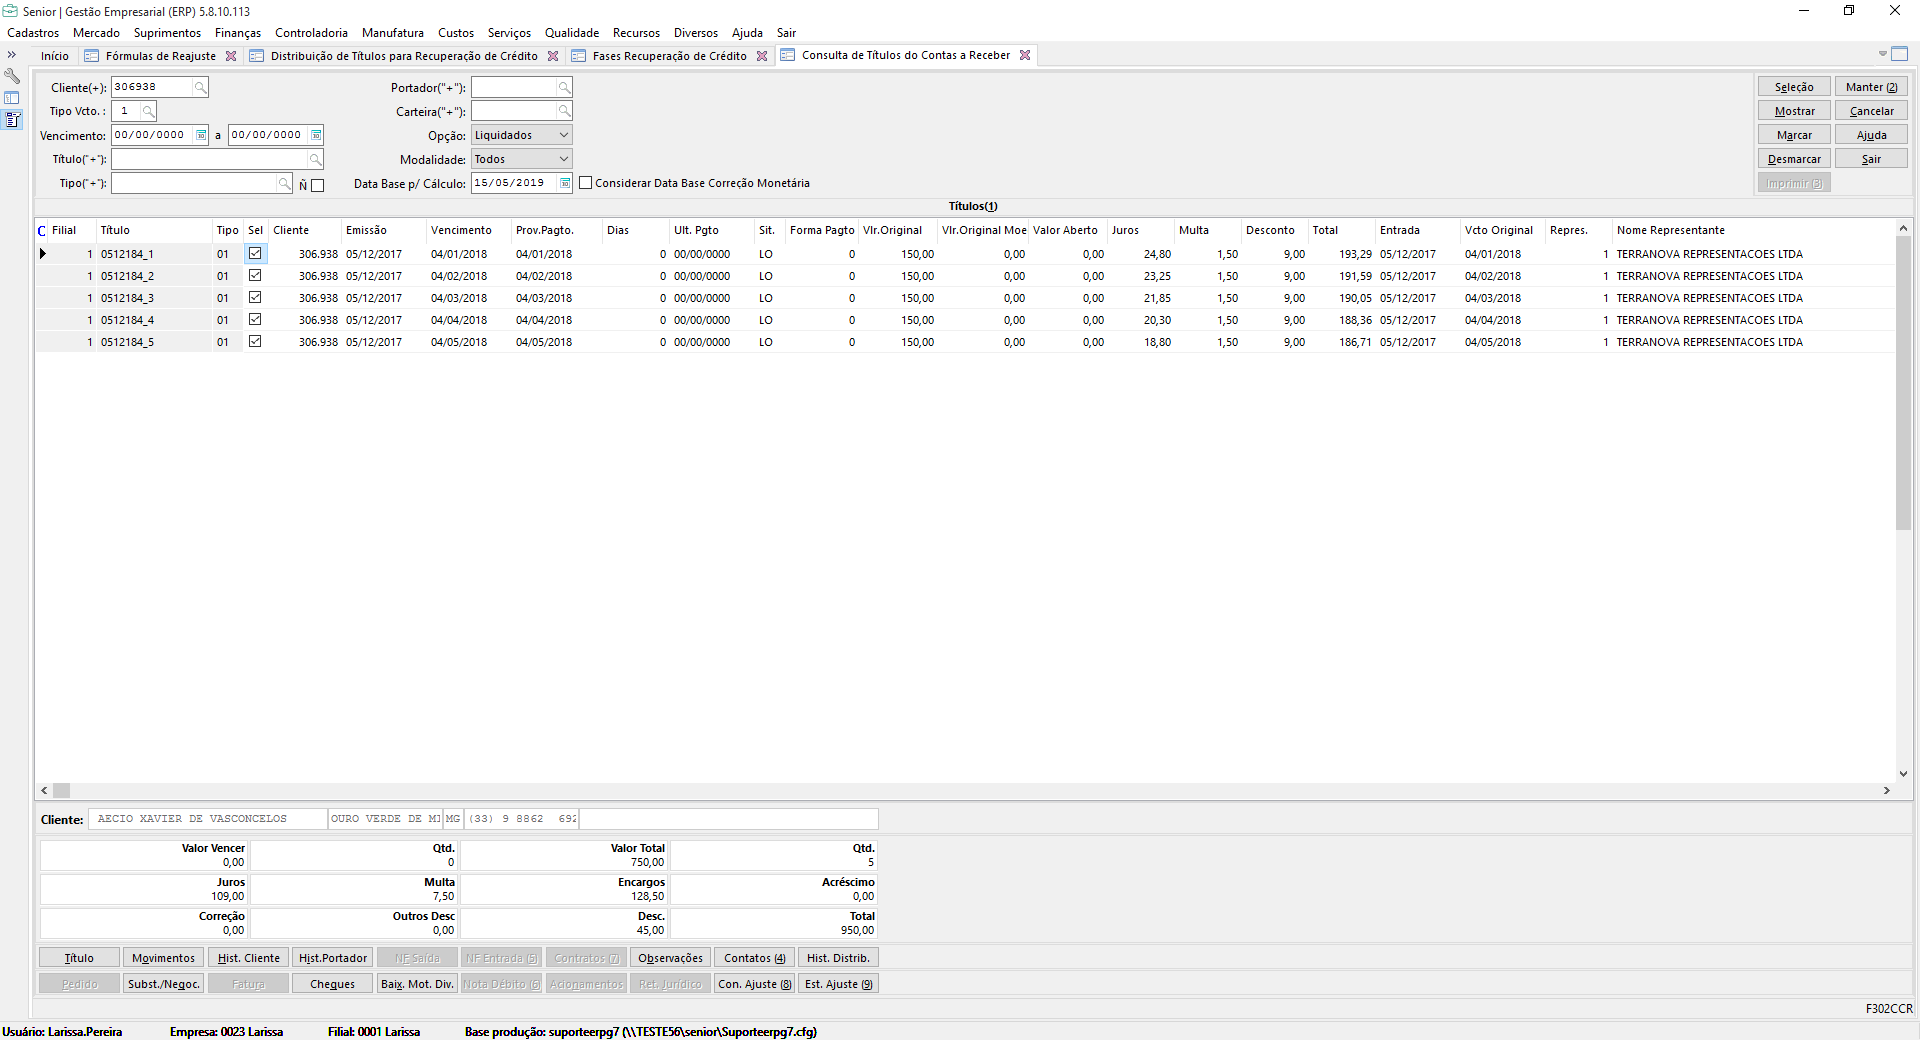 Senior | Gestão Empresarial (ERP) 5.8.10.113
Cadastros Mercado Suprimentos Finanças Controladoria Manufatura Custos Serviços Qualidade Recursos Diversos Ajuda Sair
Início Fórmulas de Reajuste Distribuição de Títulos para Recuperação de Crédito Fases Recuperação de Crédito Consulta de Títulos do Contas a Receber
Cliente(+): 306938 Portador("+"): Seleção Manter (2)
Tipo Vcto. : 1 Carteira("+"): Mostrar Cancelar
Vencimento: 00/00/0000 a 00/00/0000 Opção: Liquidados Marcar Ajuda
Título("+"): Modalidade: Todos Desmarcar Sair
Tipo("+"): Ñ Data Base p/ Cálculo: 15/05/2019 Considerar Data Base Correção Monetária Imprimir (3)
Títulos(1)
C Filial Título Tipo Sel Cliente Emissão Vencimento Prov.Pagto. Dias Ult. Pgto Sit. Forma Pagto Vlr.Original Vlr.Original Moe Valor Aberto Juros Multa Desconto Total Entrada Vcto Original Repres. Nome Representante
1 0512184_1 01 306.938 05/12/2017 04/01/2018 04/01/2018 0 00/00/0000 LO 0 150,00 0,00 0,00 24,80 1,50 9,00 193,29 05/12/2017 04/01/2018 1 TERRANOVA REPRESENTACOES LTDA
1 0512184_2 01 306.938 05/12/2017 04/02/2018 04/02/2018 0 00/00/0000 LO 0 150,00 0,00 0,00 23,25 1,50 9,00 191,59 05/12/2017 04/02/2018 1 TERRANOVA REPRESENTACOES LTDA
1 0512184_3 01 306.938 05/12/2017 04/03/2018 04/03/2018 0 00/00/0000 LO 0 150,00 0,00 0,00 21,85 1,50 9,00 190,05 05/12/2017 04/03/2018 1 TERRANOVA REPRESENTACOES LTDA
1 0512184_4 01 306.938 05/12/2017 04/04/2018 04/04/2018 0 00/00/0000 LO 0 150,00 0,00 0,00 20,30 1,50 9,00 188,36 05/12/2017 04/04/2018 1 TERRANOVA REPRESENTACOES LTDA
1 0512184_5 01 306.938 05/12/2017 04/05/2018 04/05/2018 0 00/00/0000 LO 0 150,00 0,00 0,00 18,80 1,50 9,00 186,71 05/12/2017 04/05/2018 1 TERRANOVA REPRESENTACOES LTDA
Cliente: AECIO XAVIER DE VASCONCELOS OURO VERDE DE MI MG (33) 9 8862 692
Valor Vencer Qtd. Valor Total Qtd.
0,00 0 750,00 5
Juros Multa Encargos Acréscimo
109,00 7,50 128,50 0,00
Correção Outros Desc Desc. Total
0,00 0,00 45,00 950,00
Título Movimentos Hist. Cliente Hist.Portador NF Saída NF Entrada (5) Contratos (7) Observações Contatos (4) Hist. Distrib.
Pedido Subst./Negoc. Fatura Cheques Baix. Mot. Div. Nota Débito (6) Acionamentos Ret. Jurídico Con. Ajuste (8) Est. Ajuste (9)
F302CCR
Usuário: Larissa.Pereira Empresa: 0023 Larissa Filial: 0001 Larissa Base produção: suporteerpg7 (\\TESTE56\senior\Suporteerpg7.cfg)